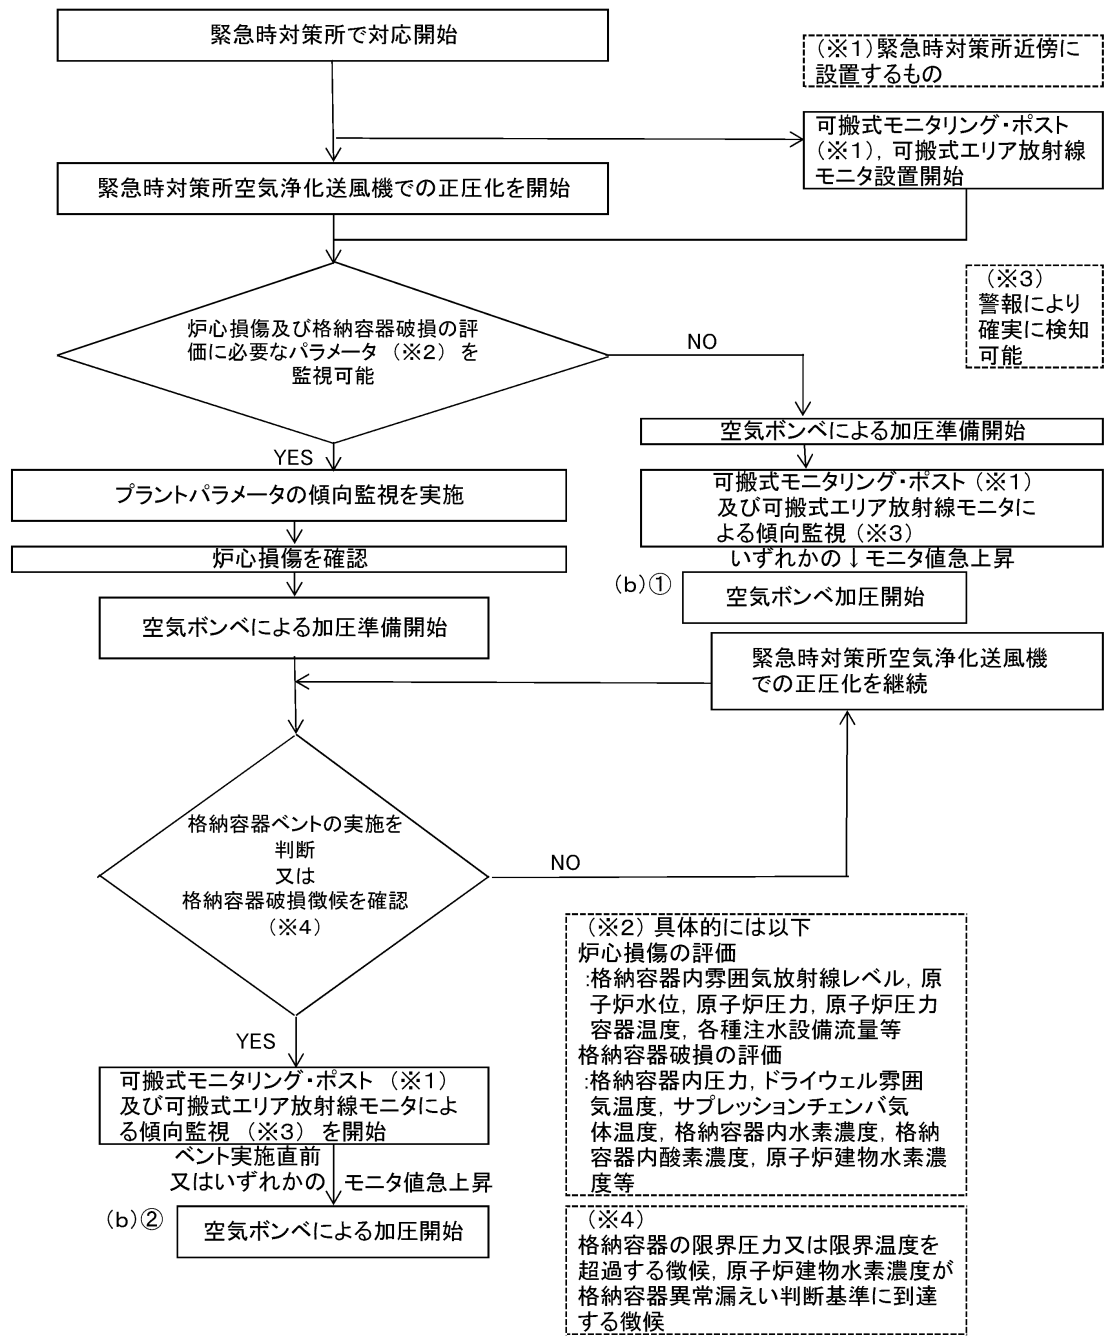 緊急時対策所で対応開始
(※1)緊急時対策所近傍に
設置するもの
可搬式モニタリング・ポスト
(※1),可搬式エリア放射線
モニタ設置開始
緊急時対策所空気浄化送風機での正圧化を開始
(※3)
警報により
確実に検知
可能
炉心損傷及び格納容器破損の評
価に必要なパラメータ (※2) を
監視可能
NO
YES
空気ボンベによる加圧準備開始
プラントパラメータの傾向監視を実施
可搬式モニタリング・ポスト (※1)
及び可搬式エリア放射線モニタに
よる傾向監視 (※3)
炉心損傷を確認
いずれかの↓モニタ値急上昇
(b)①
空気ボンベ加圧開始
空気ボンベによる加圧準備開始
緊急時対策所空気浄化送風機
での正圧化を継続
格納容器ベントの実施を
判断
又は
格納容器破損徴候を確認
(※4)
NO
YES
(※2) 具体的には以下
炉心損傷の評価
:格納容器内雰囲気放射線レベル, 原
子炉水位, 原子炉圧力, 原子炉圧力
容器温度, 各種注水設備流量等
格納容器破損の評価
:格納容器内圧力, ドライウェル雰囲
気温度, サプレッションチェンバ気
体温度, 格納容器内水素濃度, 格納
容器内酸素濃度, 原子炉建物水素濃
度等
可搬式モニタリング・ポスト (※1)
及び可搬式エリア放射線モニタによ
る傾向監視 (※3) を開始
ベント実施直前
又はいずれかの モニタ値急上昇
(b)②
空気ボンベによる加圧開始
(※4)
格納容器の限界圧力又は限界温度を
超過する徴候, 原子炉建物水素濃度が
格納容器異常漏えい判断基準に到達
する徴候